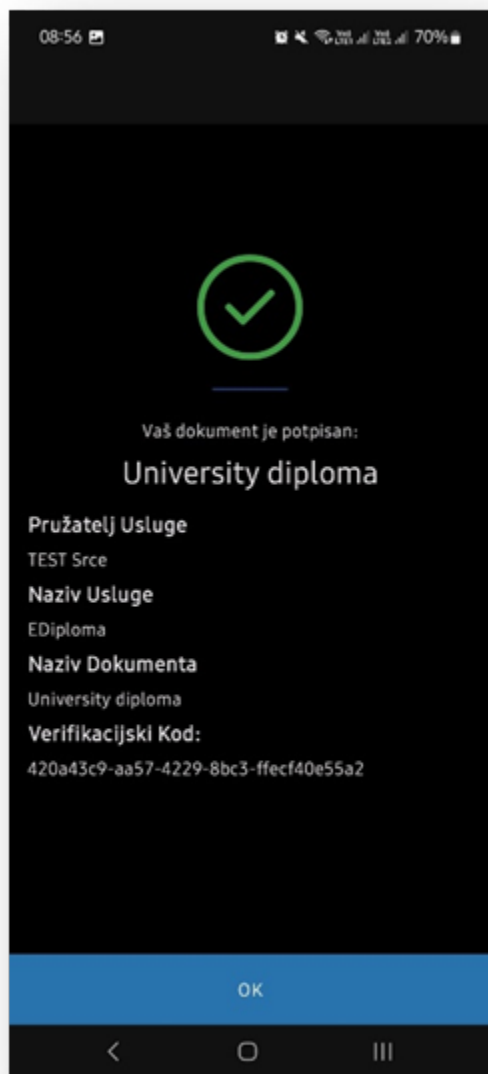 08:56
70%
Vaš dokument je potpisan:
University diploma
Pružatelj Usluge
TEST Srce
Naziv Usluge
EDiploma
Naziv Dokumenta
University diploma
Verifikacijski Kod:
420a43c9-aa57-4229-8bc3-ffecf40e55a2
OK